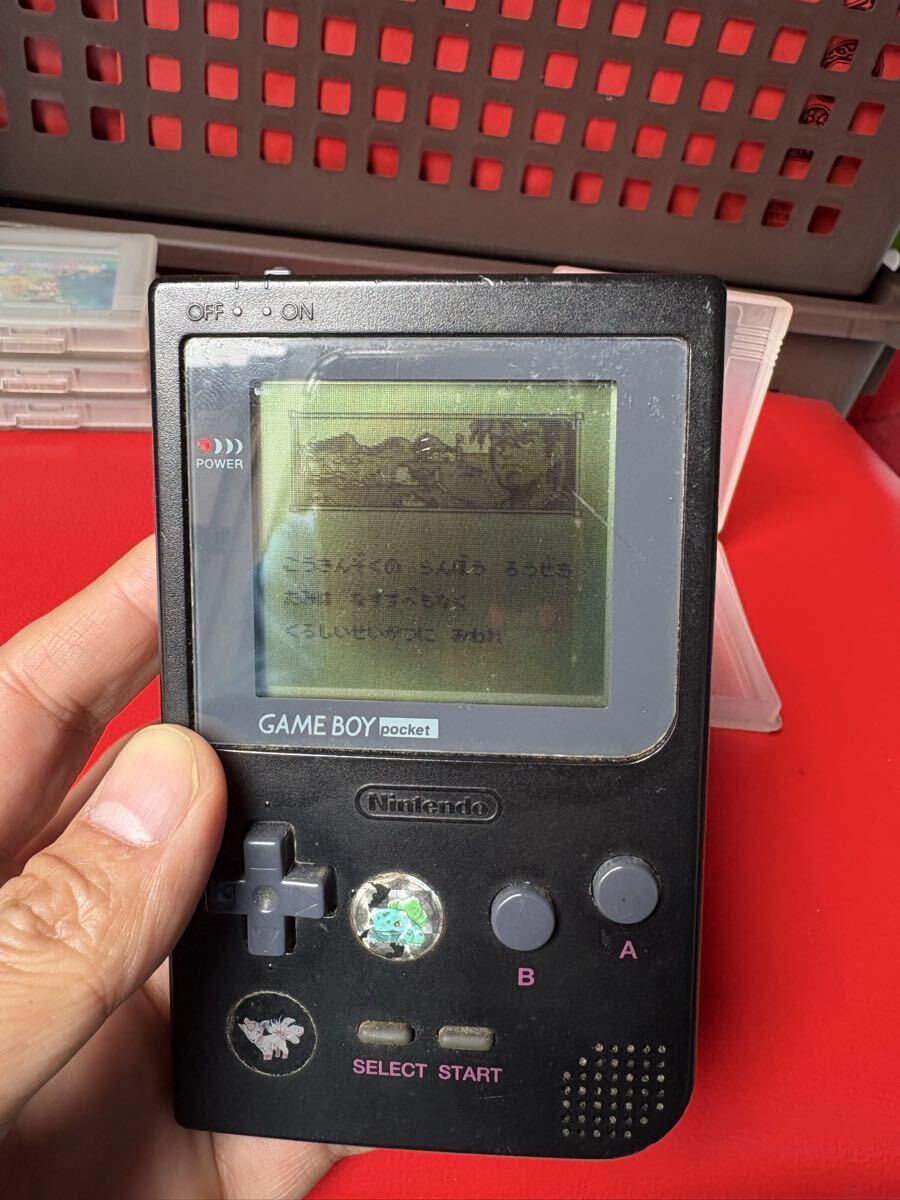 OFF ON
POWER
こうきんぞくの らんぼう ろうぜき
たみは なすすべもなく
くるしいせいかつに おわれ
GAME BOY pocket
Nintendo
B
A
SELECT START